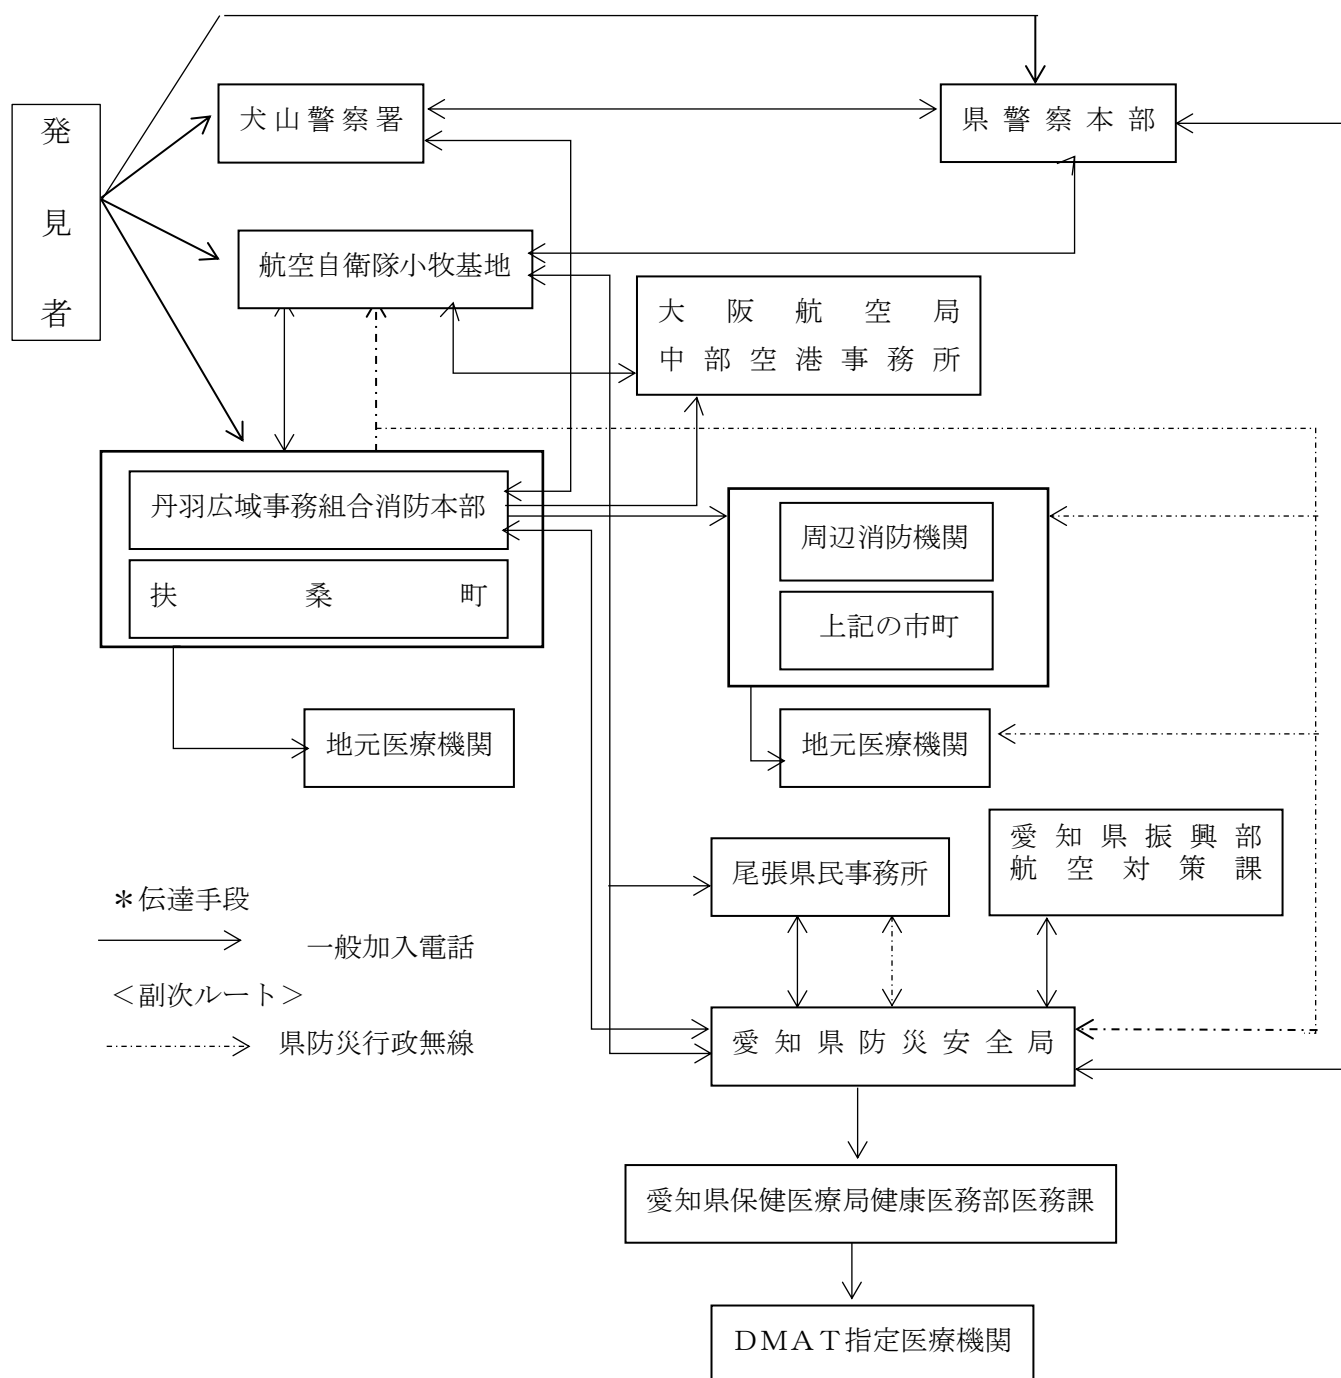 発見者
犬山警察署
県警察本部
航空自衛隊小牧基地
大阪航空局
中部空港事務所
丹羽広域事務組合消防本部
扶桑町
周辺消防機関
上記の市町
地元医療機関
地元医療機関
愛知県振興部
航空対策課
尾張県民事務所
＊伝達手段
一般加入電話
＜副次ルート＞
県防災行政無線
愛知県防災安全局
愛知県保健医療局健康医務部医務課
ＤＭＡＴ指定医療機関